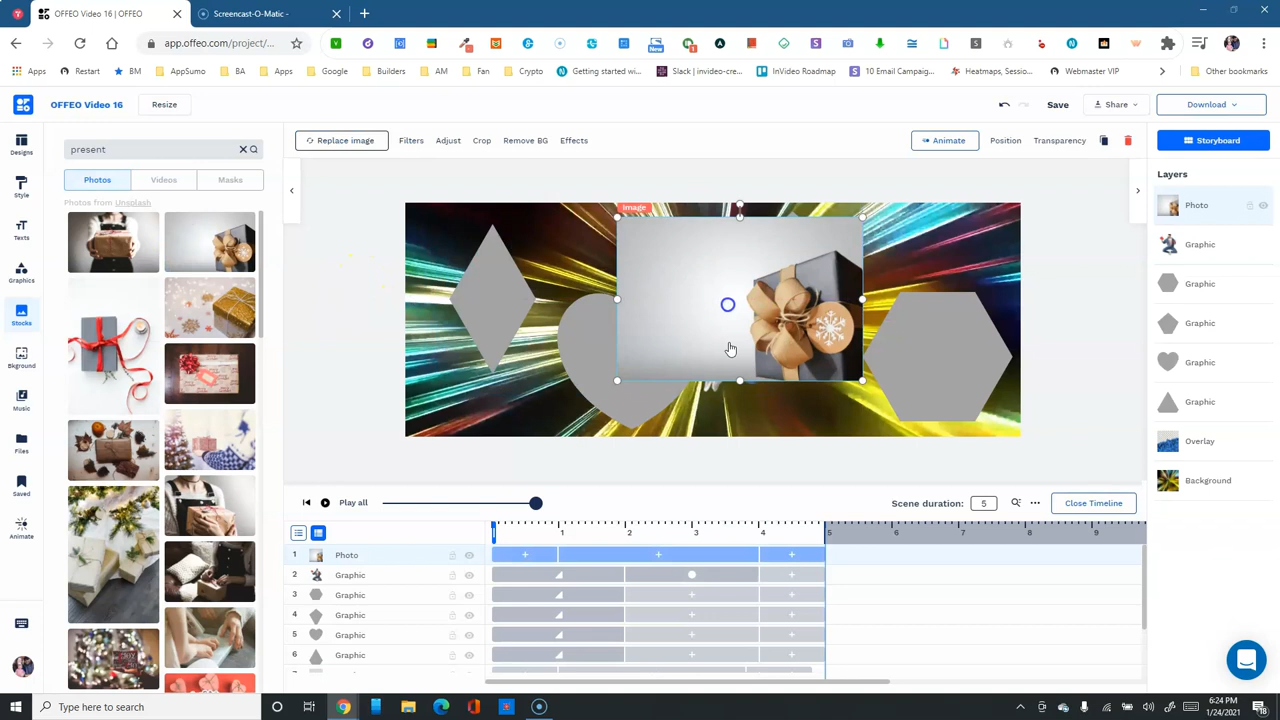 OFFEO Video 16 | OFFEO
Screencast-O-Matic -
app.offeo.com/project/...
Apps
Restart
BM
AppSumo
BA
Apps
Google
Builders
AM
Fan
Crypto
Getting started wi...
Slack | invideo-cre...
InVideo Roadmap
10 Email Campaig...
Heatmaps, Sessio...
Webmaster VIP
Other bookmarks
OFFEO Video 16
Resize
Save
Share
Download
Designs
Style
Texts
Graphics
Stocks
Bkground
Music
Files
Saved
Animate
present
Photos
Videos
Masks
Photos from Unsplash
Replace image
Filters
Adjust
Crop
Remove BG
Effects
Animate
Position
Transparency
Storyboard
Layers
Photo
Graphic
Graphic
Graphic
Graphic
Graphic
Overlay
Background
Image
Play all
Scene duration:
5
Close Timeline
1 2 3 4 5 6 7 8 9
1 Photo
2 Graphic
3 Graphic
4 Graphic
5 Graphic
6 Graphic
Type here to search
6:24 PM
1/24/2021
18